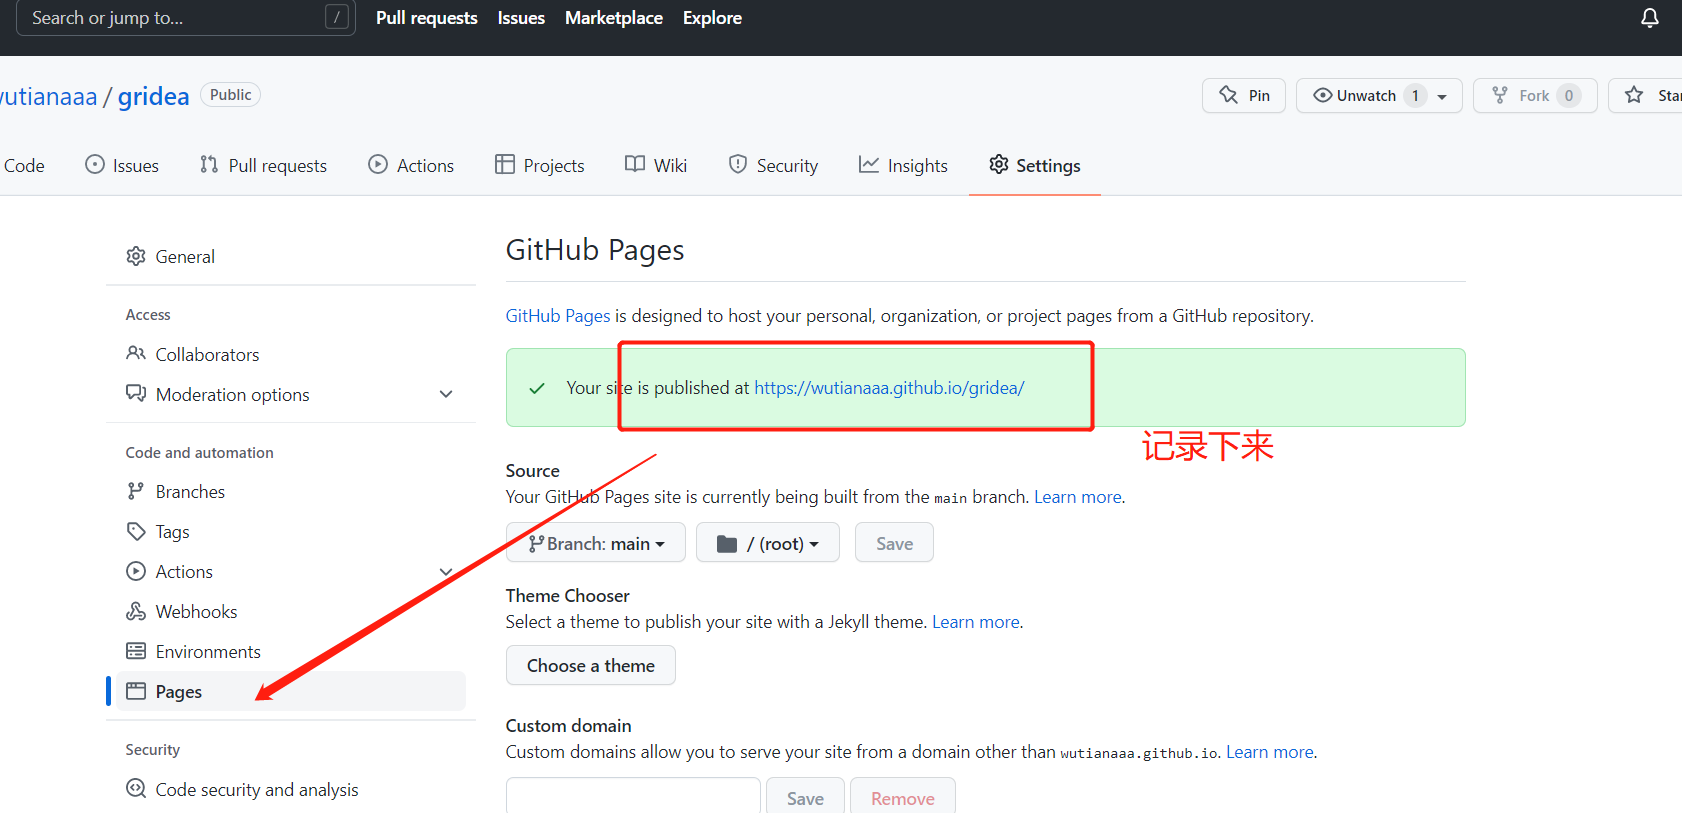 Search or jump to... /
Pull requests Issues Marketplace Explore
wutianaaa / gridea Public
Pin Unwatch 1 Fork 0
Code Issues Pull requests Actions Projects Wiki Security Insights Settings
General
Access
Collaborators
Moderation options
Code and automation
Branches
Tags
Actions
Webhooks
Environments
Pages
Security
Code security and analysis
GitHub Pages
GitHub Pages is designed to host your personal, organization, or project pages from a GitHub repository.
Your site is published at https://wutianaaa.github.io/gridea/
记录下来
Source
Your GitHub Pages site is currently being built from the main branch. Learn more.
Branch: main / (root) Save
Theme Chooser
Select a theme to publish your site with a Jekyll theme. Learn more.
Choose a theme
Custom domain
Custom domains allow you to serve your site from a domain other than wutianaaa.github.io. Learn more.
Save Remove